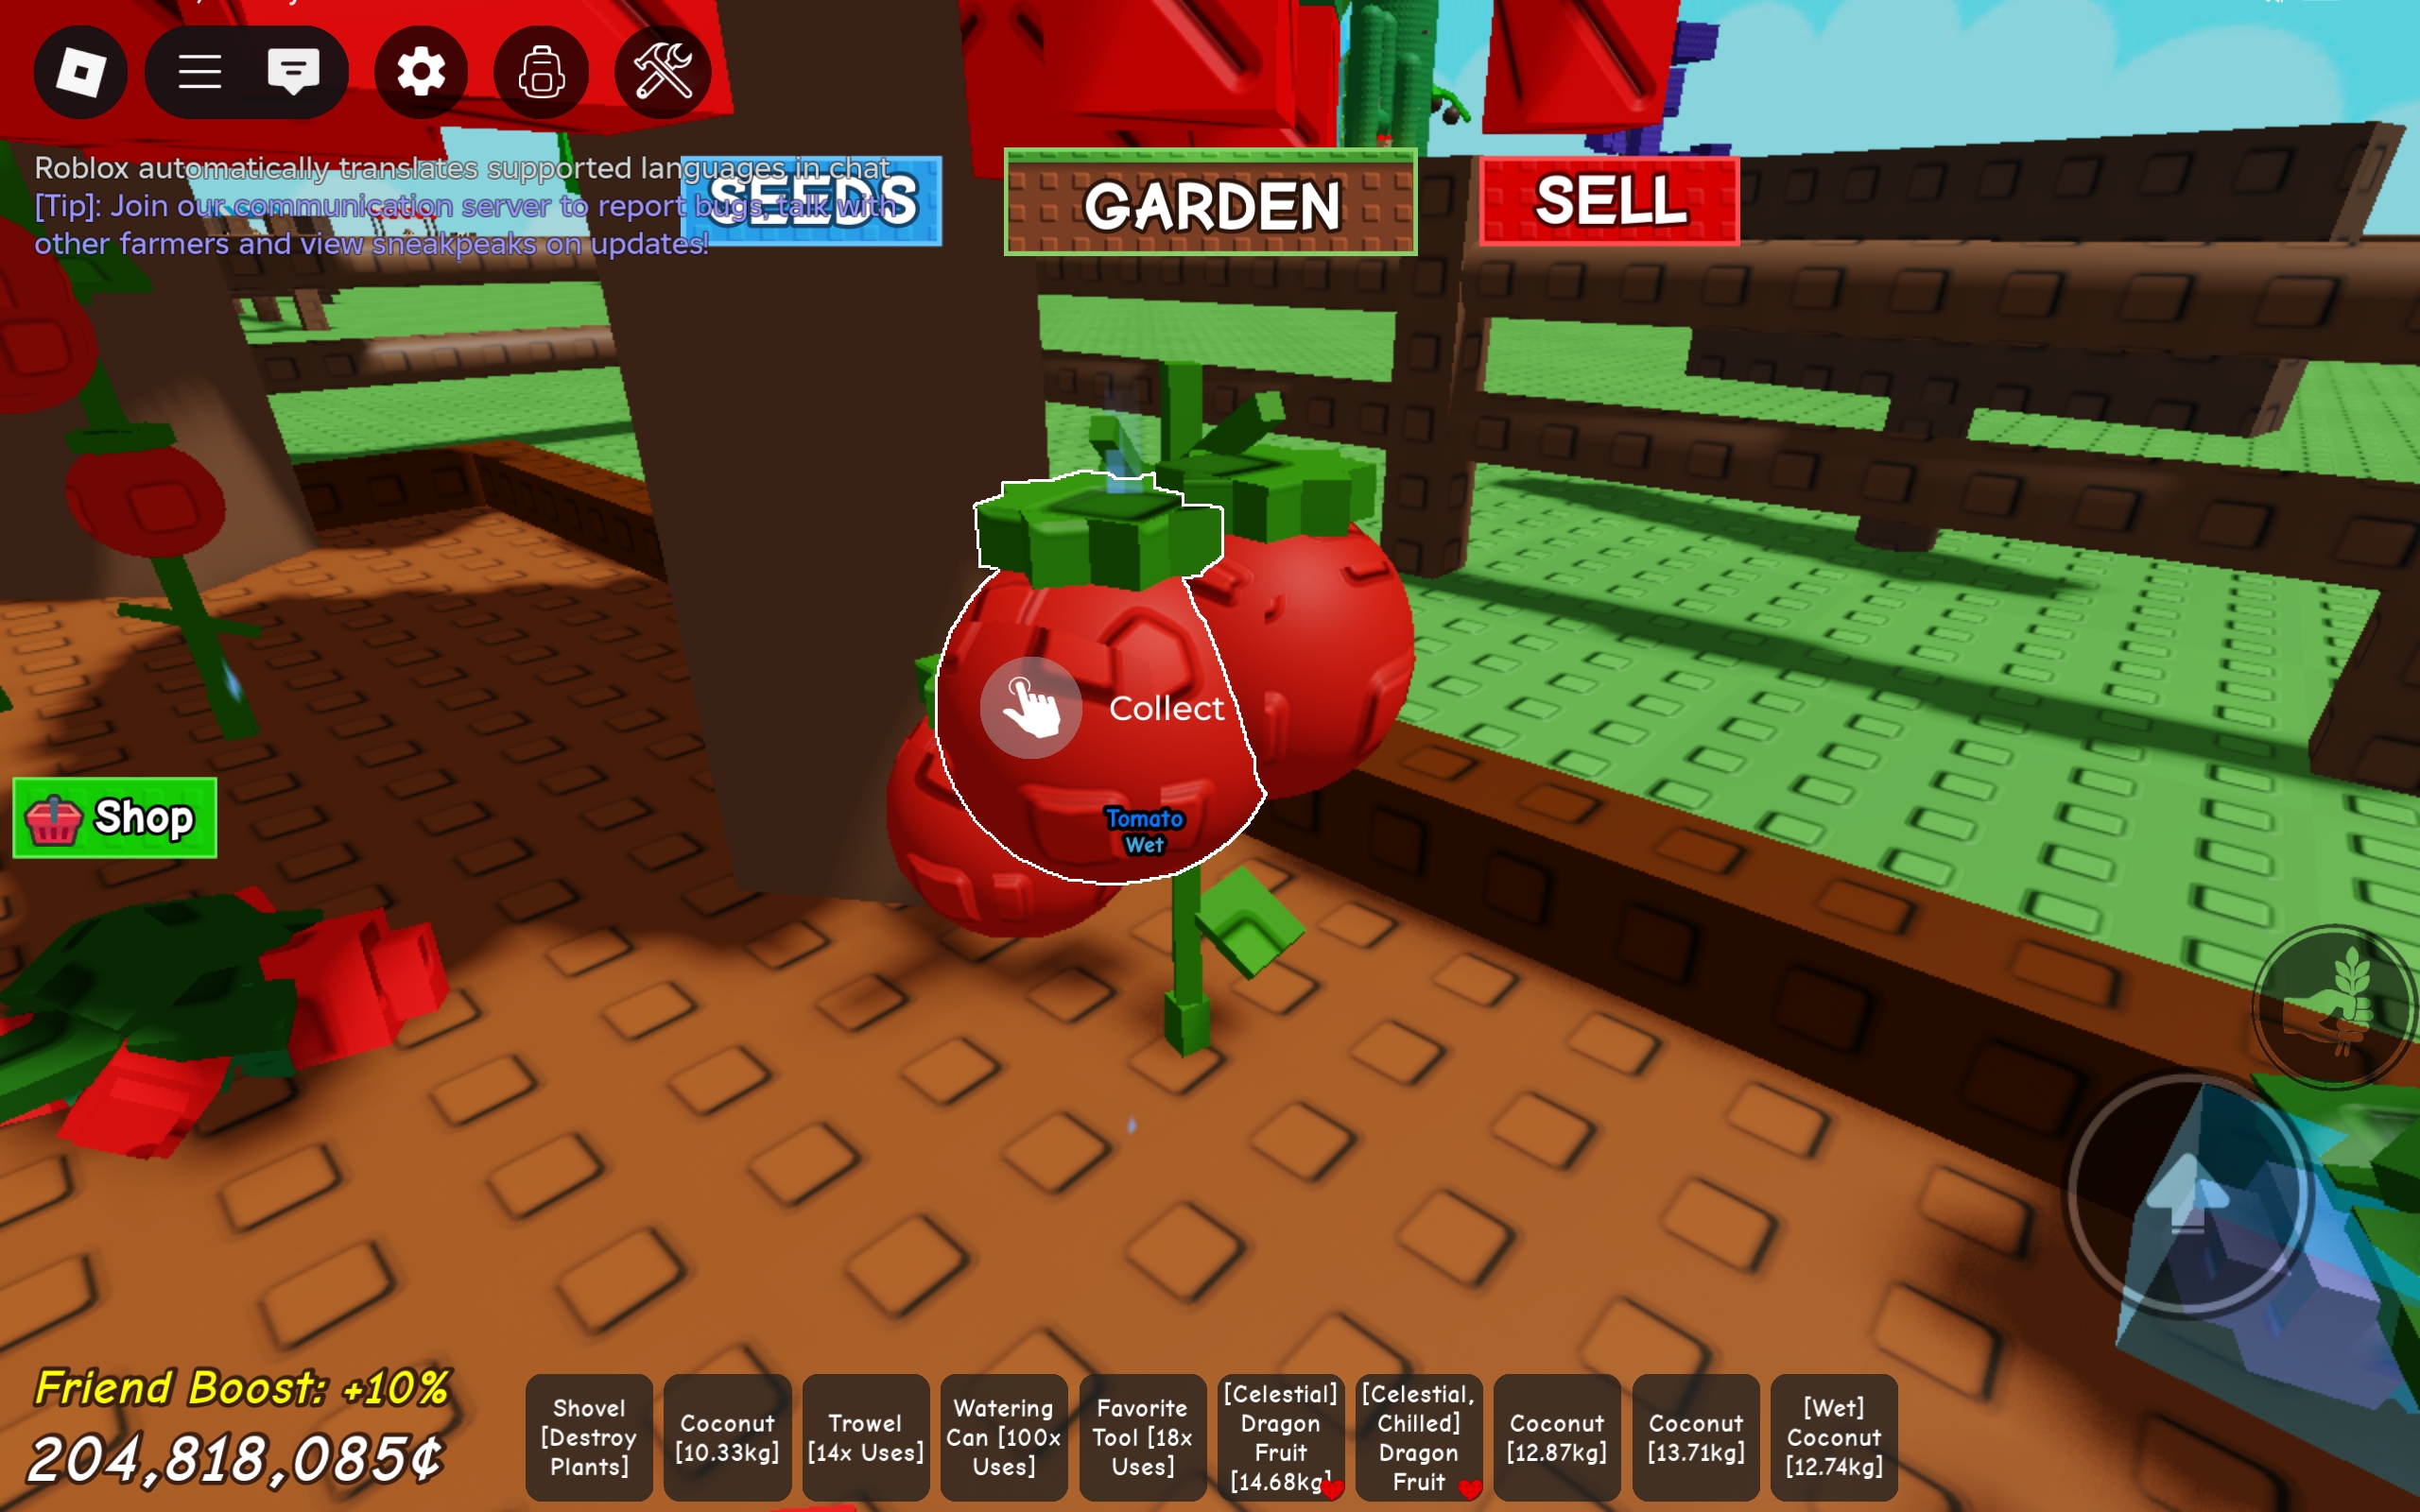 Roblox automatically translates supported languages in chat
[Tip]: Join our communication server to report bugs, talk with
other farmers and view sneakpeaks on updates!
SEEDS
GARDEN
SELL
Collect
Tomato
Wet
Shop
Friend Boost: +10%
204,818,085¢
Shovel
[Destroy
Plants]
Coconut
[10.33kg]
Trowel
[14x Uses]
Watering
Can [100x
Uses]
Favorite
Tool [18x
Uses]
[Celestial]
Dragon
Fruit
[14.68kg]
[Celestial,
Chilled]
Dragon
Fruit
Coconut
[12.87kg]
Coconut
[13.71kg]
[Wet]
Coconut
[12.74kg]